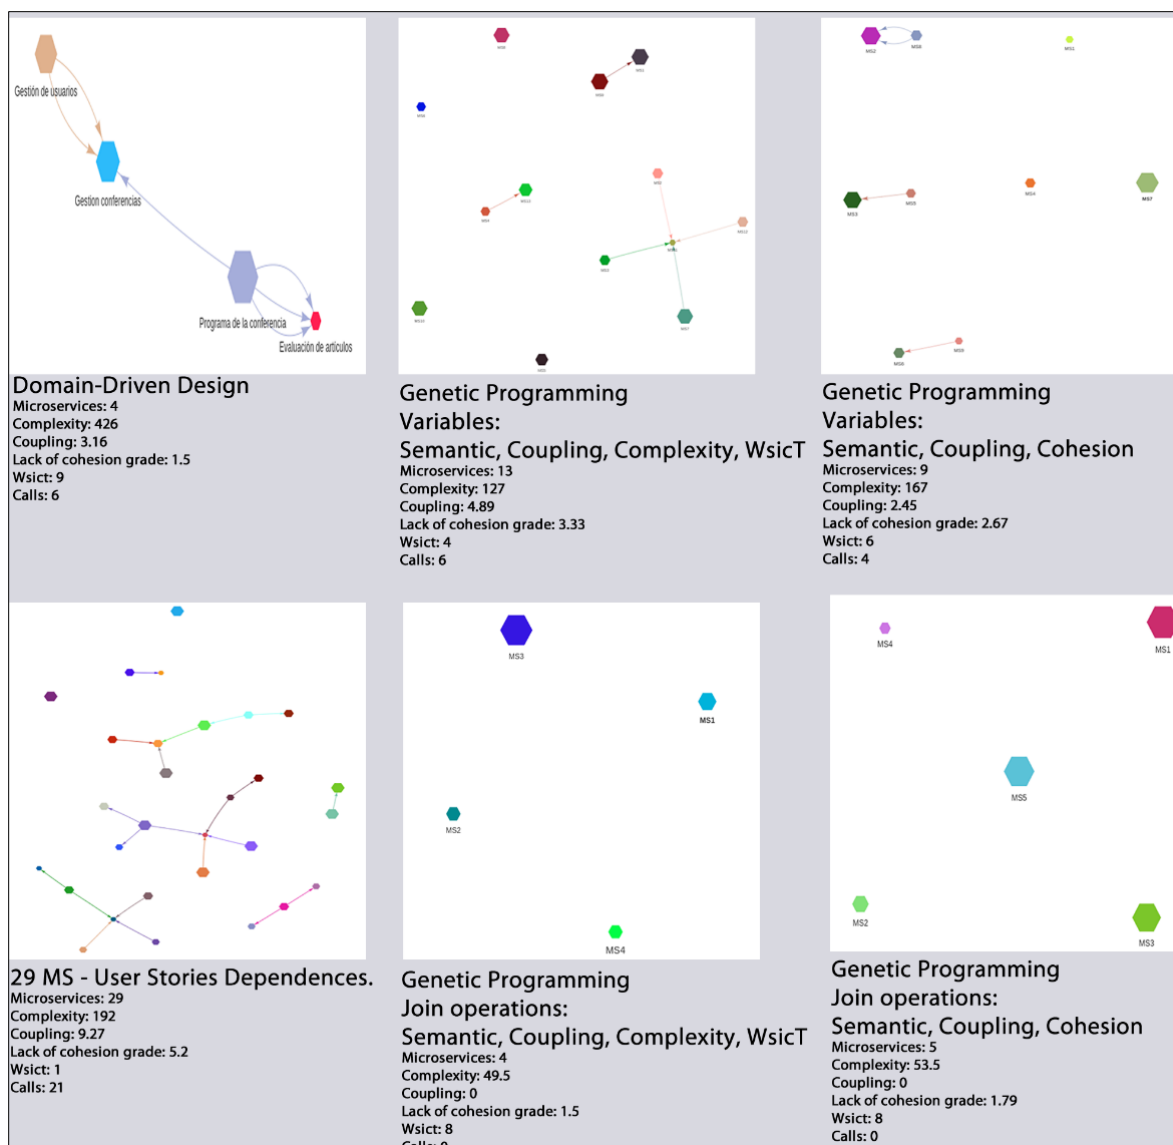 Gestión de usuarios
Gestion conferencias
Programa de la conferencia
Evaluación de artículos
Domain-Driven Design
Microservices: 4
Complexity: 426
Coupling: 3.16
Lack of cohesion grade: 1.5
Wsict: 9
Calls: 6
Genetic Programming
Variables:
Semantic, Coupling, Complexity, WsicT
Microservices: 13
Complexity: 127
Coupling: 4.89
Lack of cohesion grade: 3.33
Wsict: 4
Calls: 6
MS2
MS1
MS3
MS4
MS7
Genetic Programming
Variables:
Semantic, Coupling, Cohesion
Microservices: 9
Complexity: 167
Coupling: 2.45
Lack of cohesion grade: 2.67
Wsict: 6
Calls: 4
29 MS - User Stories Dependences.
Microservices: 29
Complexity: 192
Coupling: 9.27
Lack of cohesion grade: 5.2
Wsict: 1
Calls: 21
MS3
MS1
MS2
MS4
Genetic Programming
Join operations:
Semantic, Coupling, Complexity, WsicT
Microservices: 4
Complexity: 49.5
Coupling: 0
Lack of cohesion grade: 1.5
Wsict: 8
MS4
MS1
MS5
MS2
MS3
Genetic Programming
Join operations:
Semantic, Coupling, Cohesion
Microservices: 5
Complexity: 53.5
Coupling: 0
Lack of cohesion grade: 1.79
Wsict: 8
Calls: 0